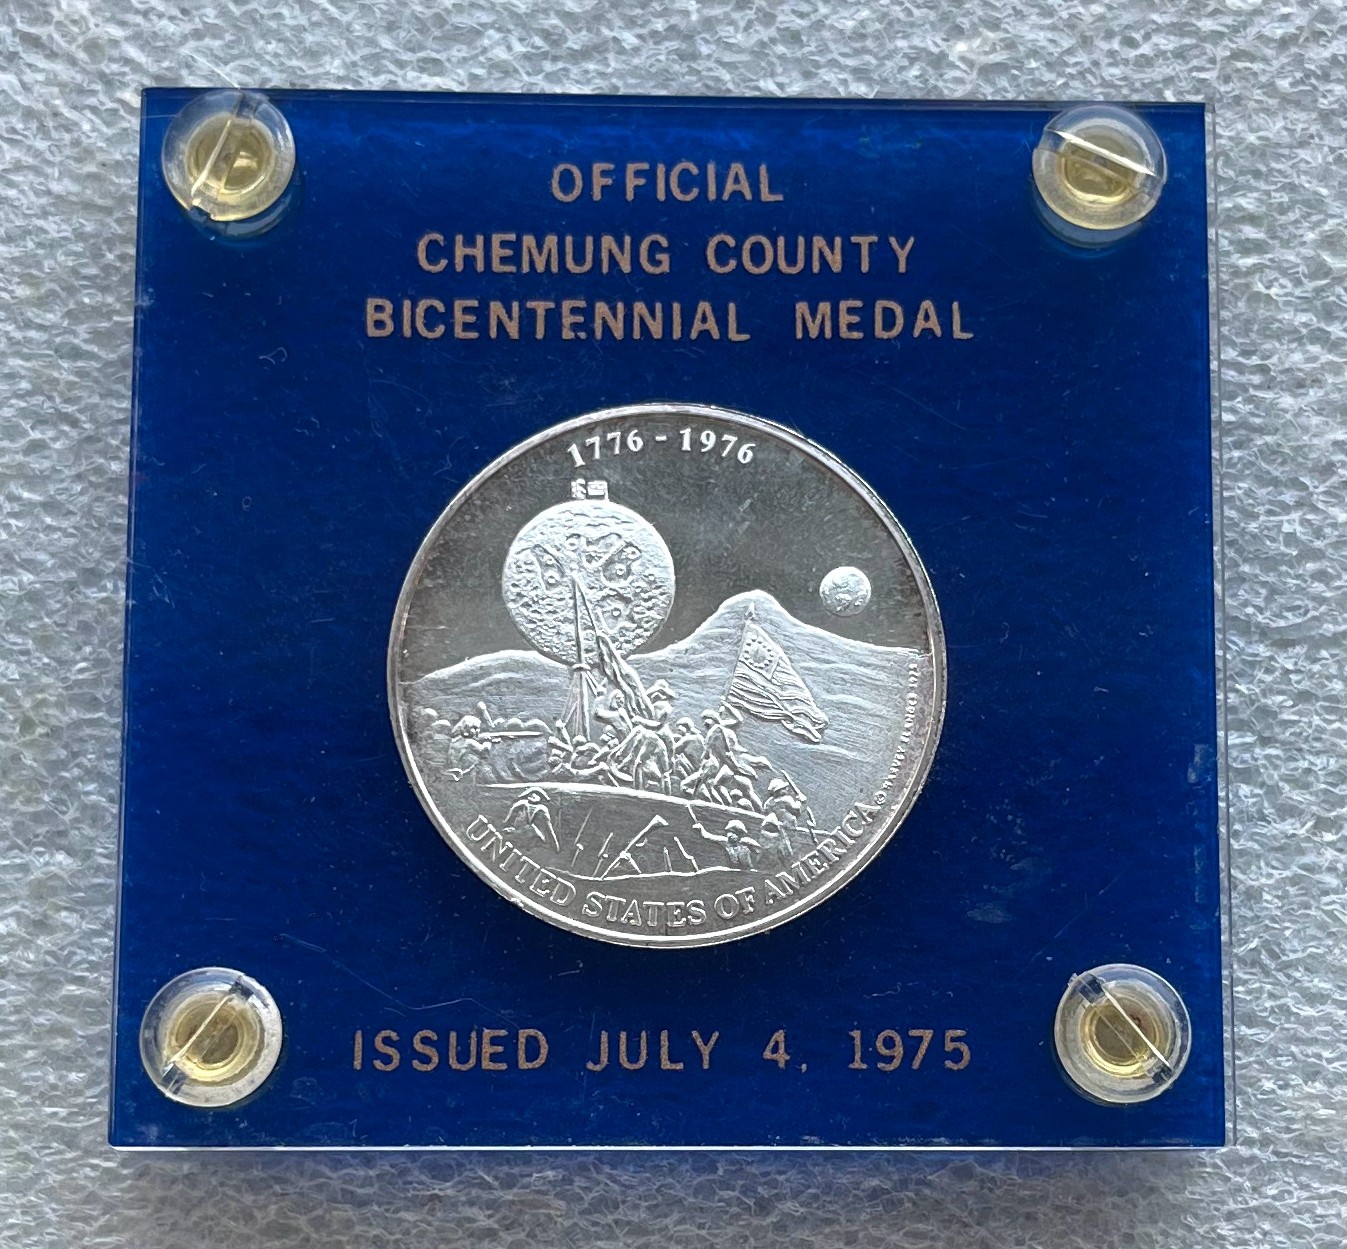 OFFICIAL
CHEMUNG COUNTY
BICENTENNIAL MEDAL
1776 - 1976
UNITED STATES OF AMERICA
ISSUED JULY 4, 1975